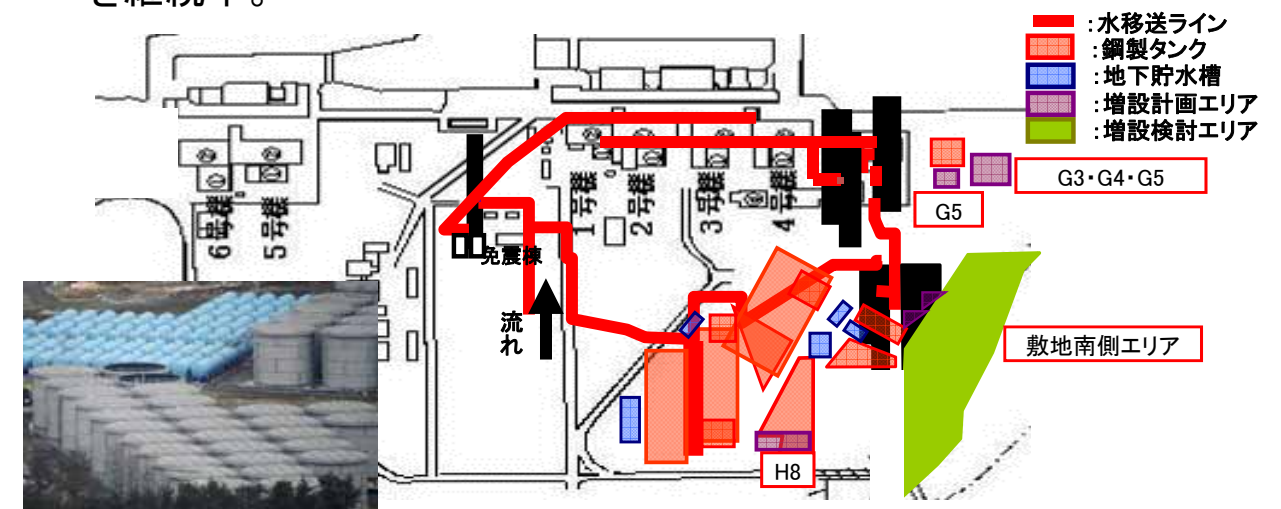 を継続中。
：水移送ライン
：鋼製タンク
：地下貯水槽
：増設計画エリア
：増設検討エリア
G3・G4・G5
G5
6号機
5号機
1号機
2号機
3号機
4号機
免震棟
流れ
敷地南側エリア
H8